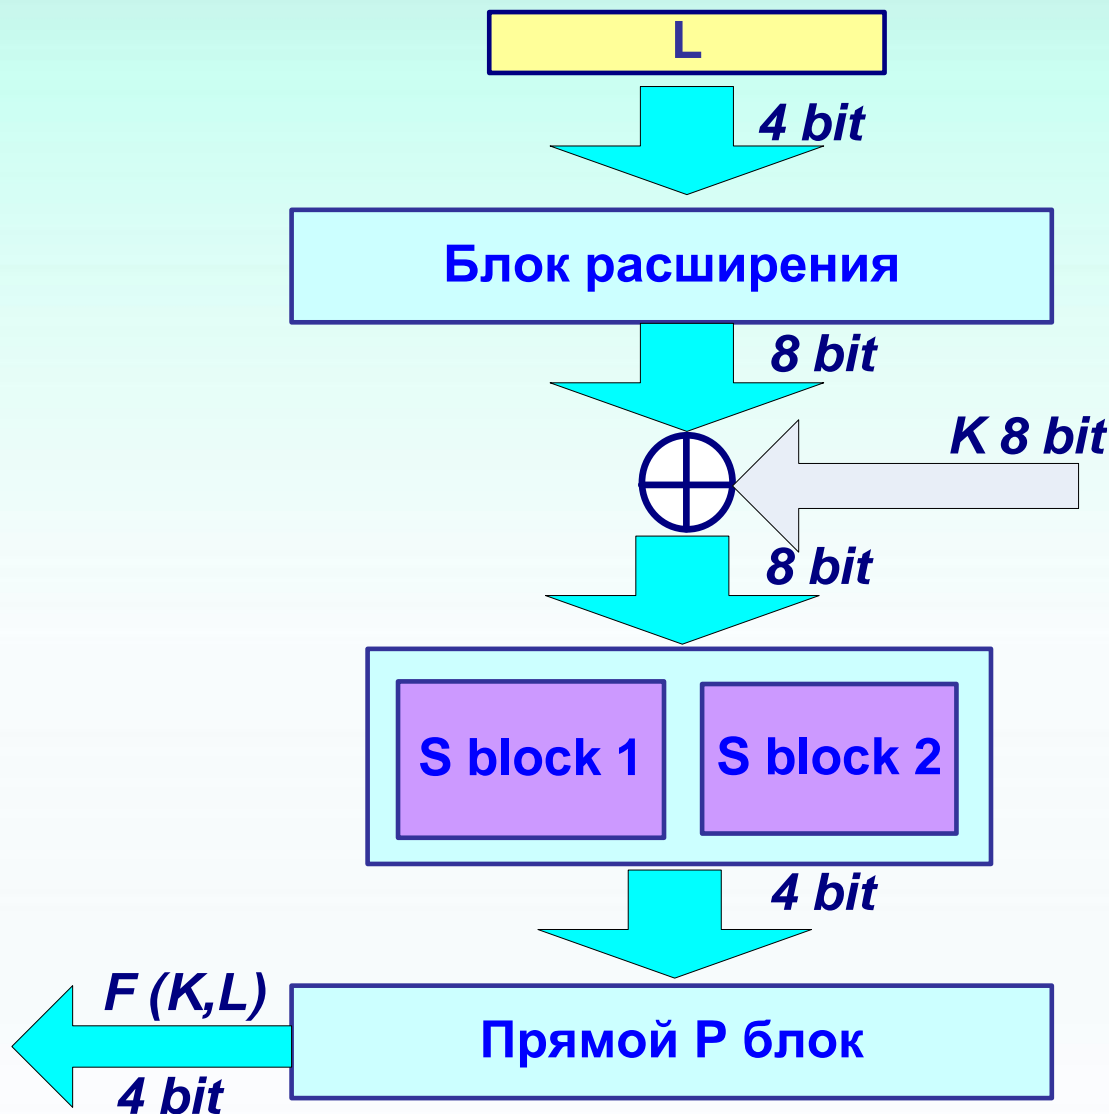 L
4 bit
Блок расширения
8 bit
K 8 bit
8 bit
S block 1
S block 2
4 bit
F (K,L)
Прямой P блок
4 bit